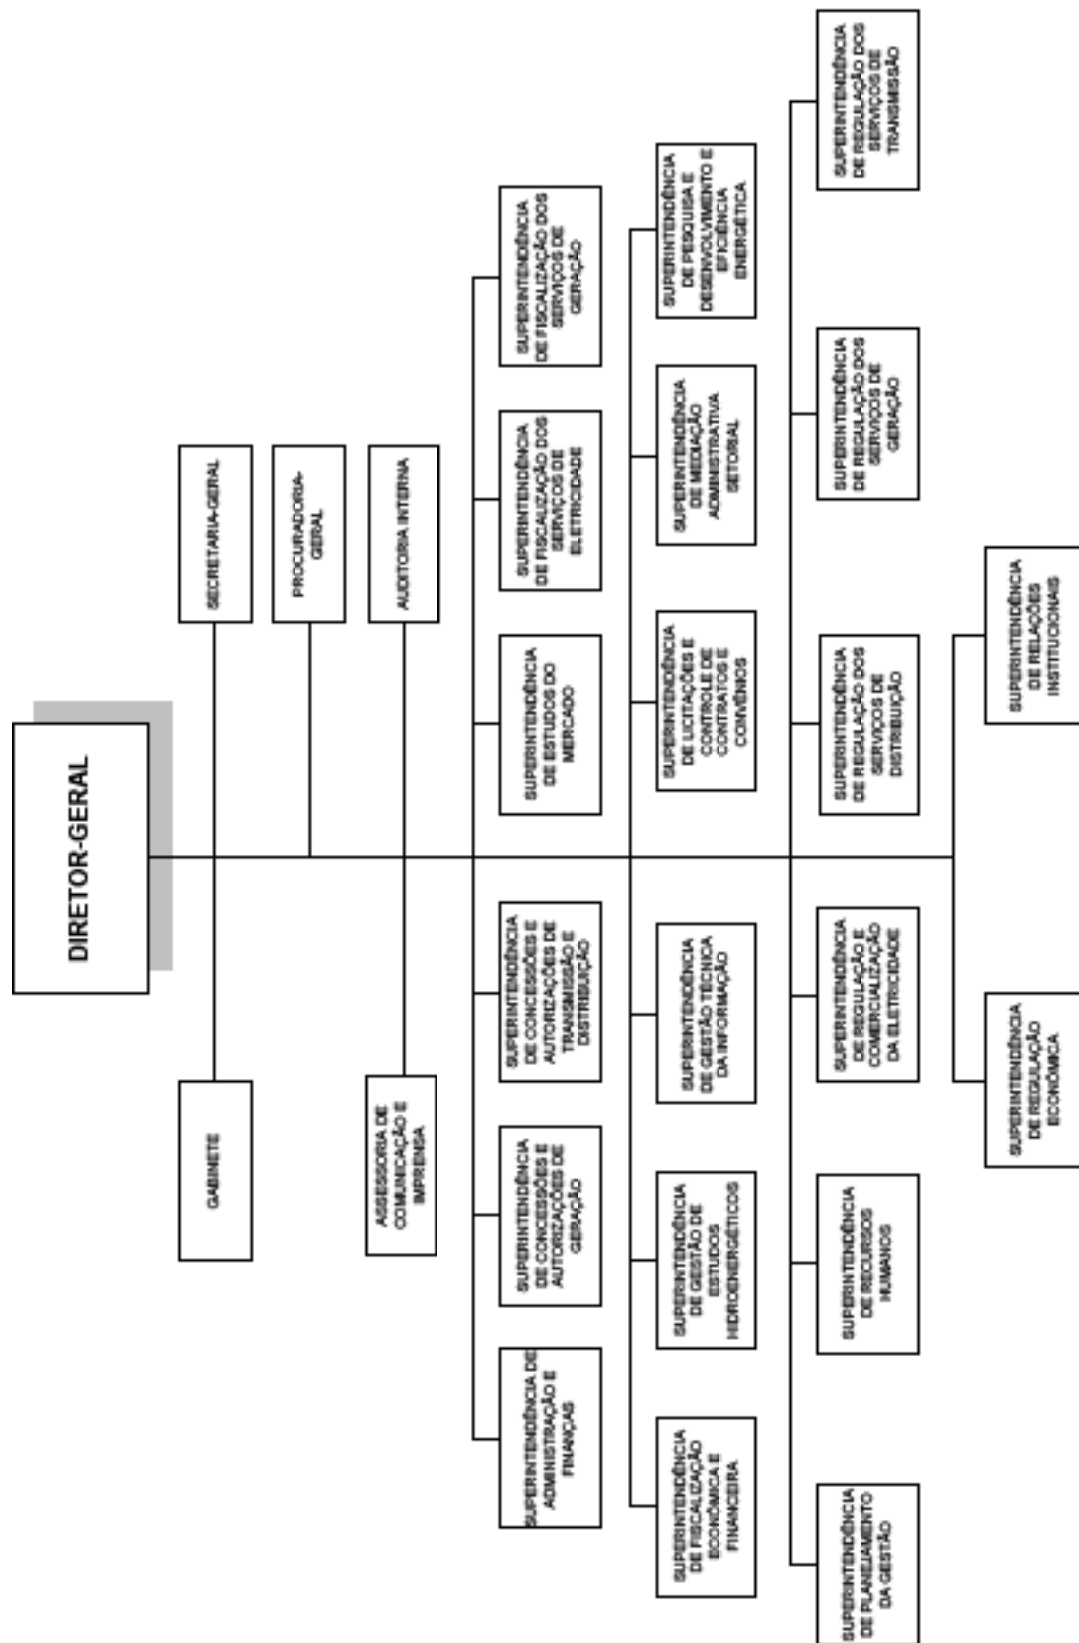 DIRETOR-GERAL
GABINETE
SECRETARIA-GERAL
PROCURADORIA-
GERAL
ASSESSORIA DE
COMUNICAÇÃO E
IMPRENSA
AUDITORIA INTERNA
SUPERINTENDÊNCIA DE
ADMINISTRAÇÃO E
FINANÇAS
SUPERINTENDÊNCIA
DE CONCESSÕES E
AUTORIZAÇÕES DE
GERAÇÃO
SUPERINTENDÊNCIA
DE CONCESSÕES E
AUTORIZAÇÕES DE
TRANSMISSÃO E
DISTRIBUIÇÃO
SUPERINTENDÊNCIA
DE ESTUDOS DO
MERCADO
SUPERINTENDÊNCIA
DE FISCALIZAÇÃO DOS
SERVIÇOS DE
ELETRICIDADE
SUPERINTENDÊNCIA
DE FISCALIZAÇÃO DOS
SERVIÇOS DE
GERAÇÃO
SUPERINTENDÊNCIA
DE FISCALIZAÇÃO
ECONÔMICA E
FINANCEIRA
SUPERINTENDÊNCIA
DE GESTÃO DE
ESTUDOS
HIDROENERGÉTICOS
SUPERINTENDÊNCIA
DE GESTÃO TÉCNICA
DA INFORMAÇÃO
SUPERINTENDÊNCIA
DE LICITAÇÕES E
CONTROLE DE
CONTRATOS E
CONVÊNIOS
SUPERINTENDÊNCIA
DE MEDIAÇÃO
ADMINISTRATIVA
SETORIAL
SUPERINTENDÊNCIA
DE PESQUISA E
DESENVOLVIMENTO E
EFICIÊNCIA
ENERGÉTICA
SUPERINTENDÊNCIA
DE PLANEJAMENTO
DA GESTÃO
SUPERINTENDÊNCIA
DE RECURSOS
HUMANOS
SUPERINTENDÊNCIA
DE REGULAÇÃO E
COMERCIALIZAÇÃO
DA ELETRICIDADE
SUPERINTENDÊNCIA
DE REGULAÇÃO DOS
SERVIÇOS DE
DISTRIBUIÇÃO
SUPERINTENDÊNCIA
DE REGULAÇÃO DOS
SERVIÇOS DE
GERAÇÃO
SUPERINTENDÊNCIA
DE REGULAÇÃO DOS
SERVIÇOS DE
TRANSMISSÃO
SUPERINTENDÊNCIA
DE REGULAÇÃO
ECONÔMICA
SUPERINTENDÊNCIA
DE RELAÇÕES
INSTITUCIONAIS